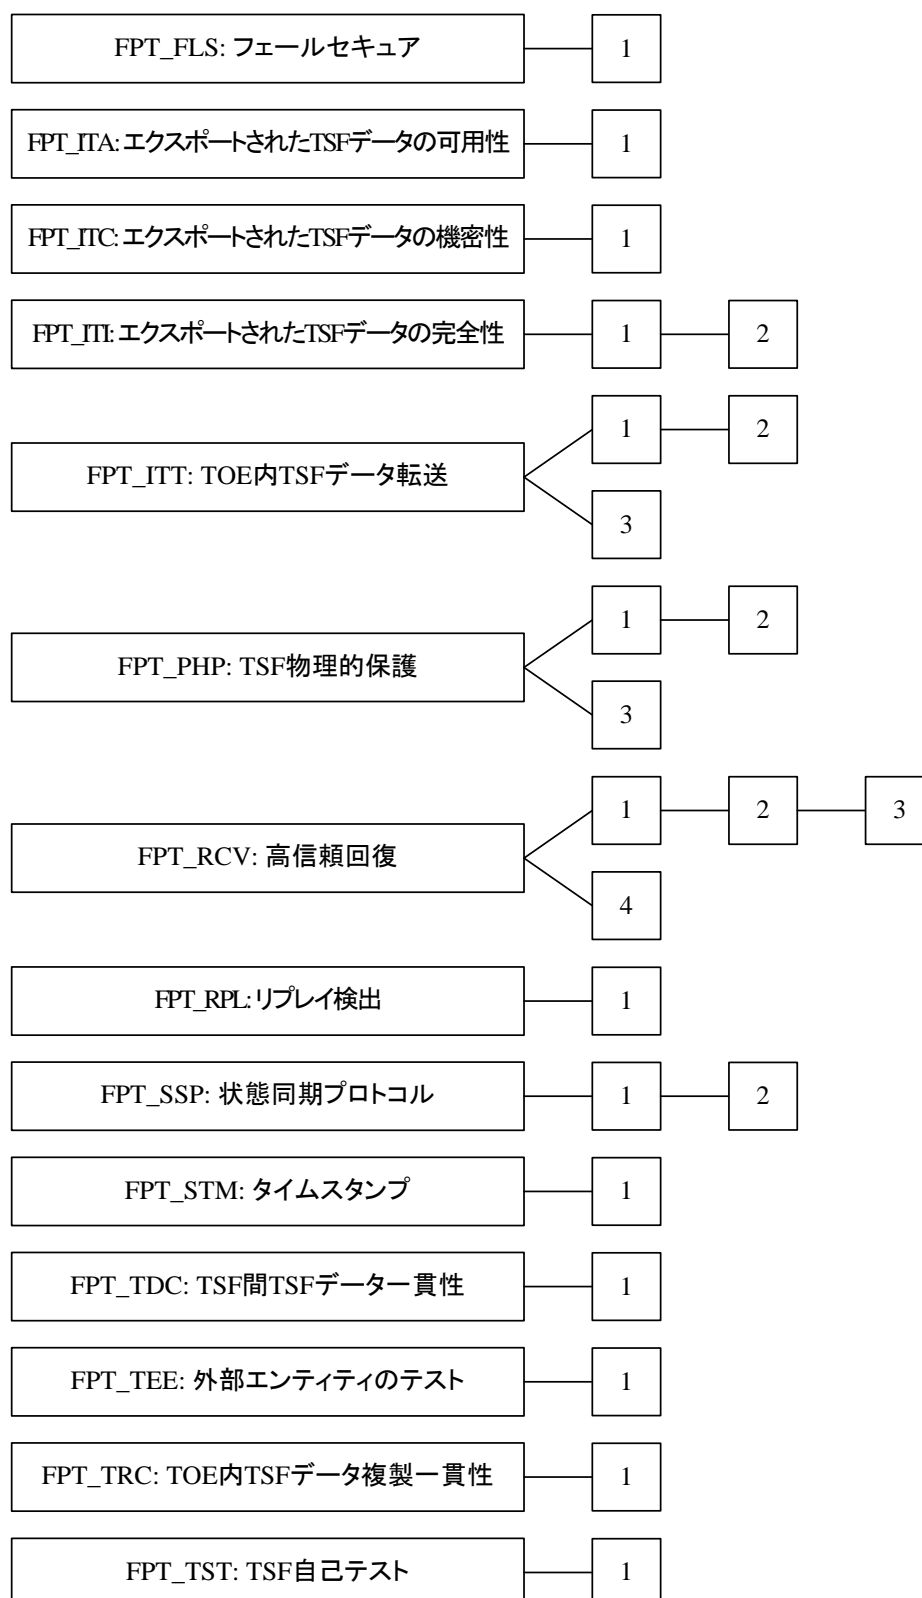 FPT_FLS: フェールセキュア 1
FPT_ITA: エクスポートされたTSFデータの可用性 1
FPT_ITC: エクスポートされたTSFデータの機密性 1
FPT_ITI: エクスポートされたTSFデータの完全性 1 2
1 2
FPT_ITT: TOE内TSFデータ転送
3
1 2
FPT_PHP: TSF物理的保護
3
1 2 3
FPT_RCV: 高信頼回復
4
FPT_RPL: リプレイ検出 1
FPT_SSP: 状態同期プロトコル 1 2
FPT_STM: タイムスタンプ 1
FPT_TDC: TSF間TSFデータ一貫性 1
FPT_TEE: 外部エンティティのテスト 1
FPT_TRC: TOE内TSFデータ複製一貫性 1
FPT_TST: TSF自己テスト 1